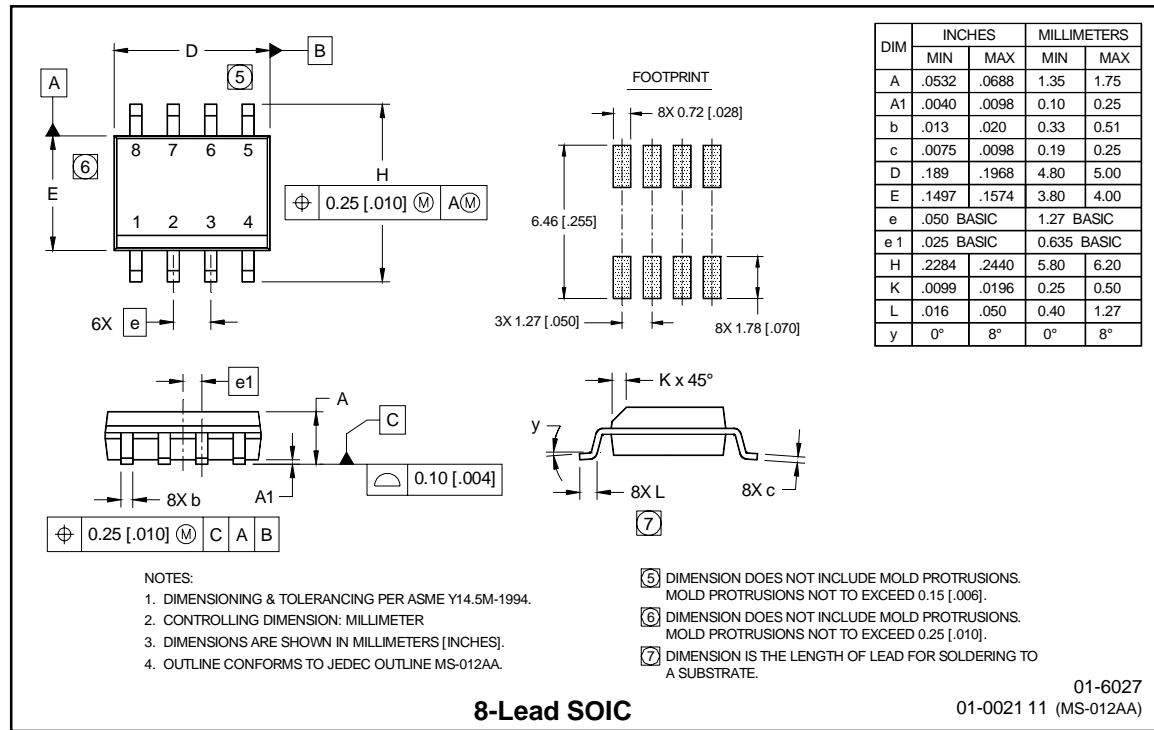 D
B
5
A
8 7 6 5
6
E
H
⌖ 0.25 [.010] Ⓜ AⓂ
1 2 3 4
6X e
FOOTPRINT
8X 0.72 [.028]
6.46 [.255]
3X 1.27 [.050]
8X 1.78 [.070]
DIM INCHES MILLIMETERS
MIN MAX MIN MAX
A .0532 .0688 1.35 1.75
A1 .0040 .0098 0.10 0.25
b .013 .020 0.33 0.51
c .0075 .0098 0.19 0.25
D .189 .1968 4.80 5.00
E .1497 .1574 3.80 4.00
e .050 BASIC 1.27 BASIC
e 1 .025 BASIC 0.635 BASIC
H .2284 .2440 5.80 6.20
K .0099 .0196 0.25 0.50
L .016 .050 0.40 1.27
y 0° 8° 0° 8°
e1
A
C
8X b
A1
0.10 [.004]
⌖ 0.25 [.010] Ⓜ C A B
K x 45°
y
8X L
8X c
7
NOTES:
1. DIMENSIONING & TOLERANCING PER ASME Y14.5M-1994.
2. CONTROLLING DIMENSION: MILLIMETER
3. DIMENSIONS ARE SHOWN IN MILLIMETERS [INCHES].
4. OUTLINE CONFORMS TO JEDEC OUTLINE MS-012AA.
5 DIMENSION DOES NOT INCLUDE MOLD PROTRUSIONS.
MOLD PROTRUSIONS NOT TO EXCEED 0.15 [.006].
6 DIMENSION DOES NOT INCLUDE MOLD PROTRUSIONS.
MOLD PROTRUSIONS NOT TO EXCEED 0.25 [.010].
7 DIMENSION IS THE LENGTH OF LEAD FOR SOLDERING TO
A SUBSTRATE.
8-Lead SOIC
01-6027
01-0021 11 (MS-012AA)